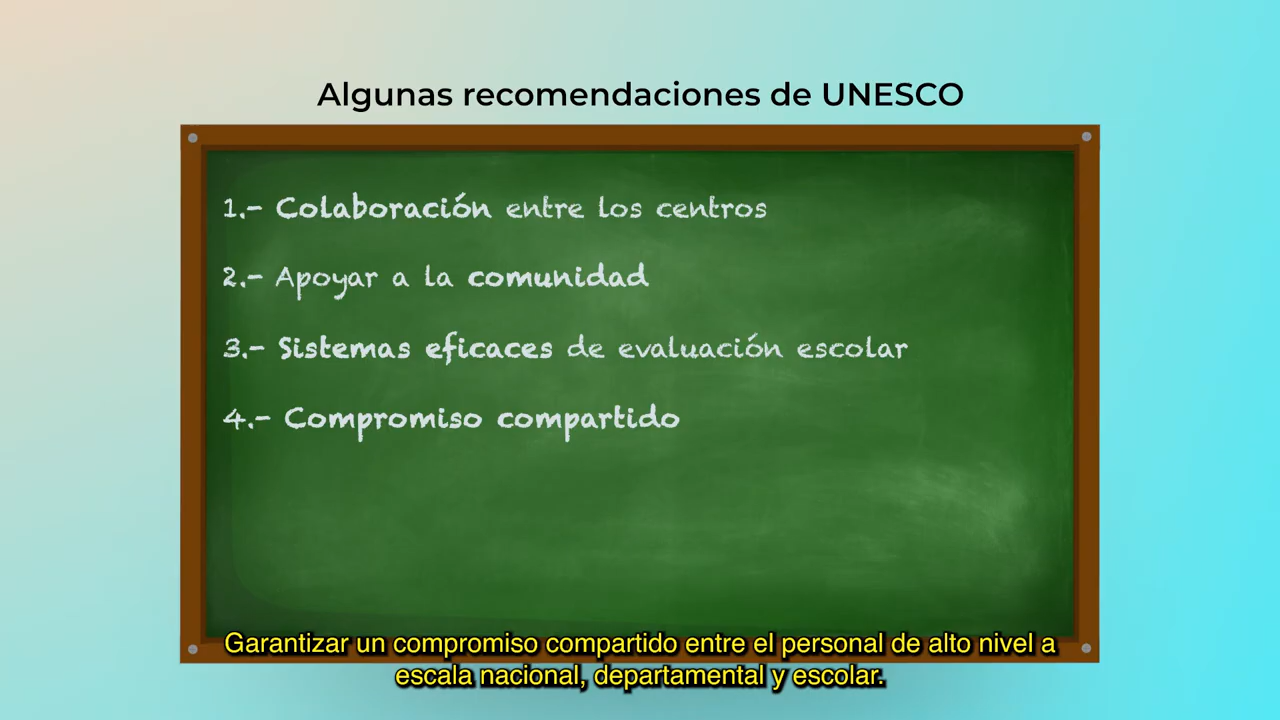 Algunas recomendaciones de UNESCO
1.- Colaboración entre los centros
2.- Apoyar a la comunidad
3.- Sistemas eficaces de evaluación escolar
4.- Compromiso compartido
Garantizar un compromiso compartido entre el personal de alto nivel a
escala nacional, departamental y escolar.